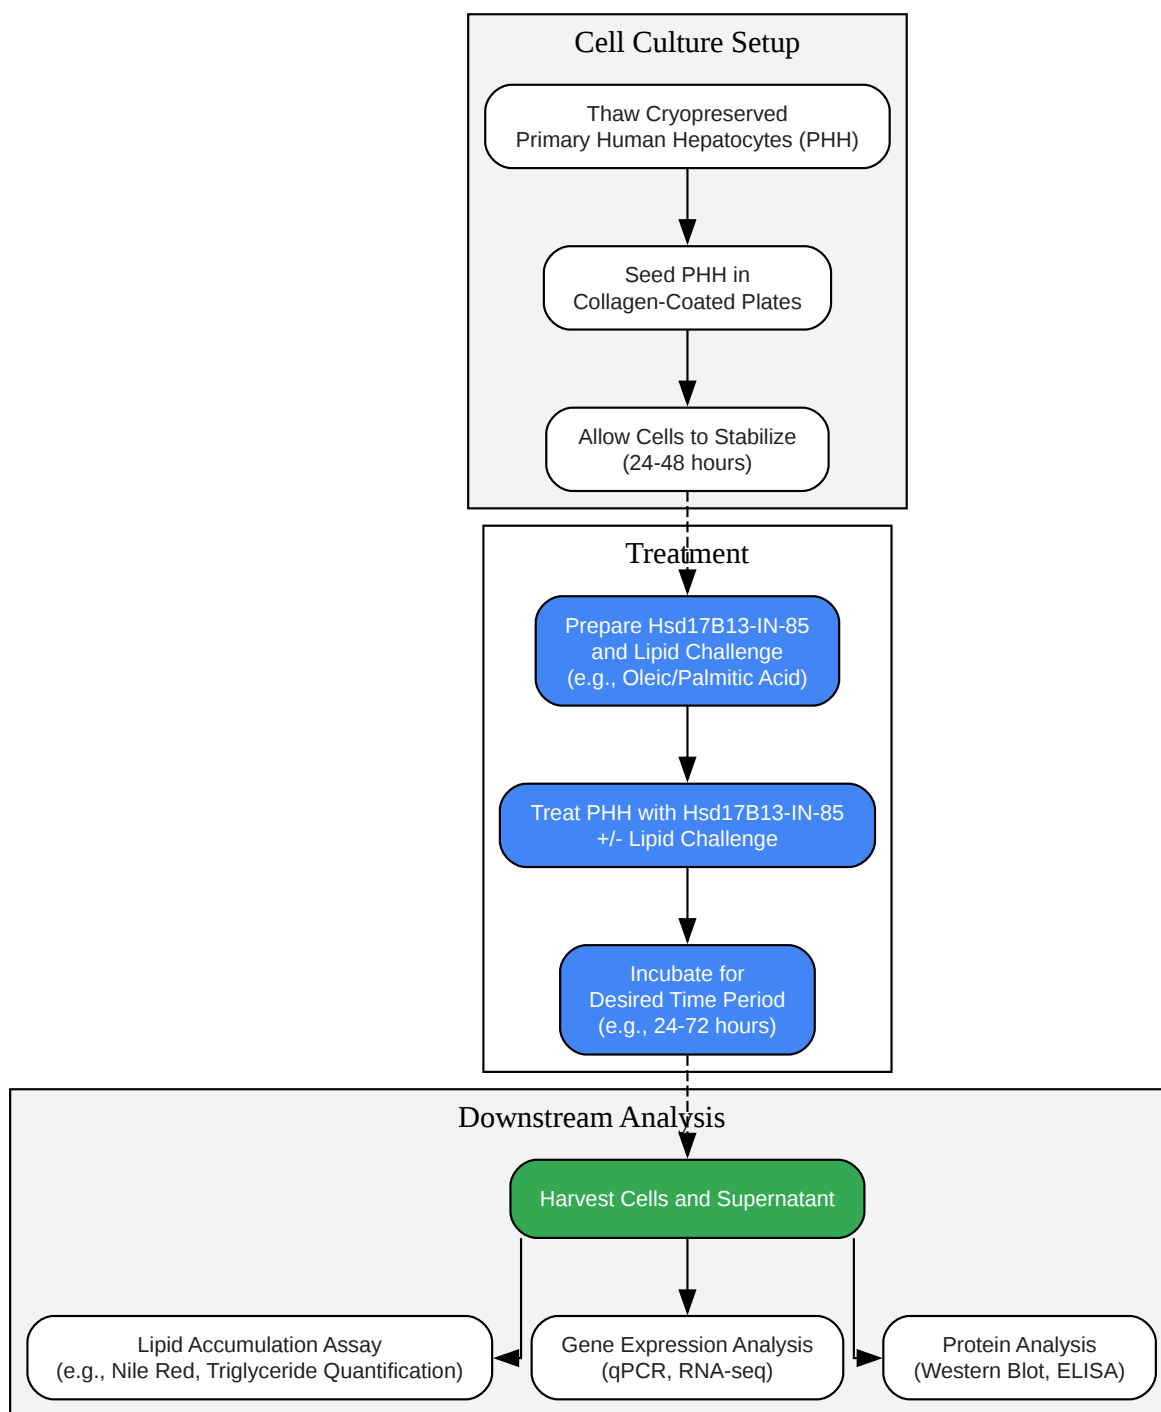 Cell Culture Setup
Thaw Cryopreserved
Primary Human Hepatocytes (PHH)
Seed PHH in
Collagen-Coated Plates
Allow Cells to Stabilize
(24-48 hours)
Treatment
Prepare Hsd17B13-IN-85
and Lipid Challenge
(e.g., Oleic/Palmitic Acid)
Treat PHH with Hsd17B13-IN-85
+/- Lipid Challenge
Incubate for
Desired Time Period
(e.g., 24-72 hours)
Downstream Analysis
Harvest Cells and Supernatant
Lipid Accumulation Assay
(e.g., Nile Red, Triglyceride Quantification)
Gene Expression Analysis
(qPCR, RNA-seq)
Protein Analysis
(Western Blot, ELISA)